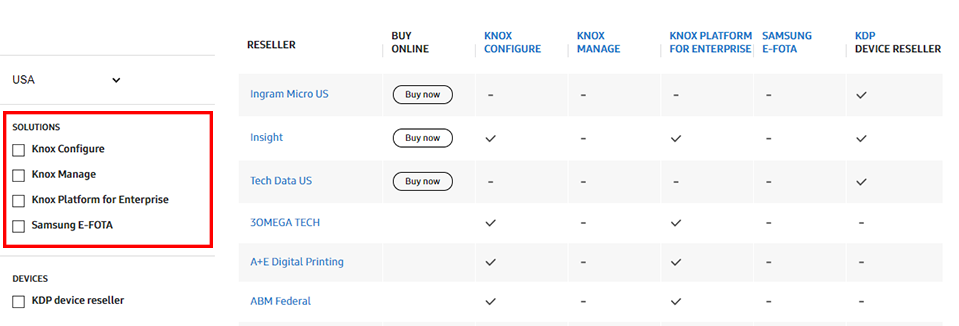 USA
SOLUTIONS
Knox Configure
Knox Manage
Knox Platform for Enterprise
Samsung E-FOTA
DEVICES
KDP device reseller
RESELLER BUY ONLINE KNOX CONFIGURE KNOX MANAGE KNOX PLATFORM FOR ENTERPRISE SAMSUNG E-FOTA KDP DEVICE RESELLER
Ingram Micro US Buy now - - - - ✓
Insight Buy now ✓ - ✓ - ✓
Tech Data US Buy now - - - - ✓
3OMEGA TECH ✓ - ✓ - -
A+E Digital Printing ✓ - ✓ - -
ABM Federal ✓ - ✓ - -